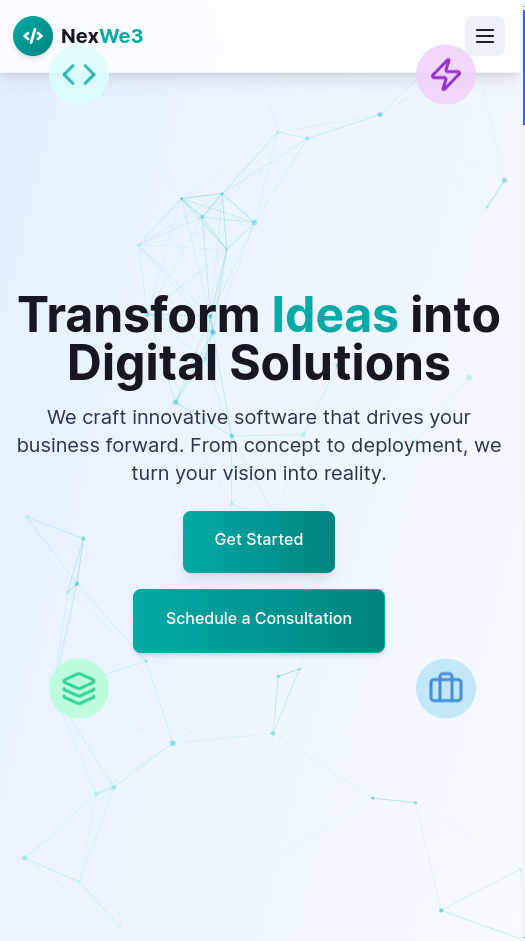 NexWe3
Transform Ideas into
Digital Solutions
We craft innovative software that drives your
business forward. From concept to deployment, we
turn your vision into reality.
Get Started
Schedule a Consultation